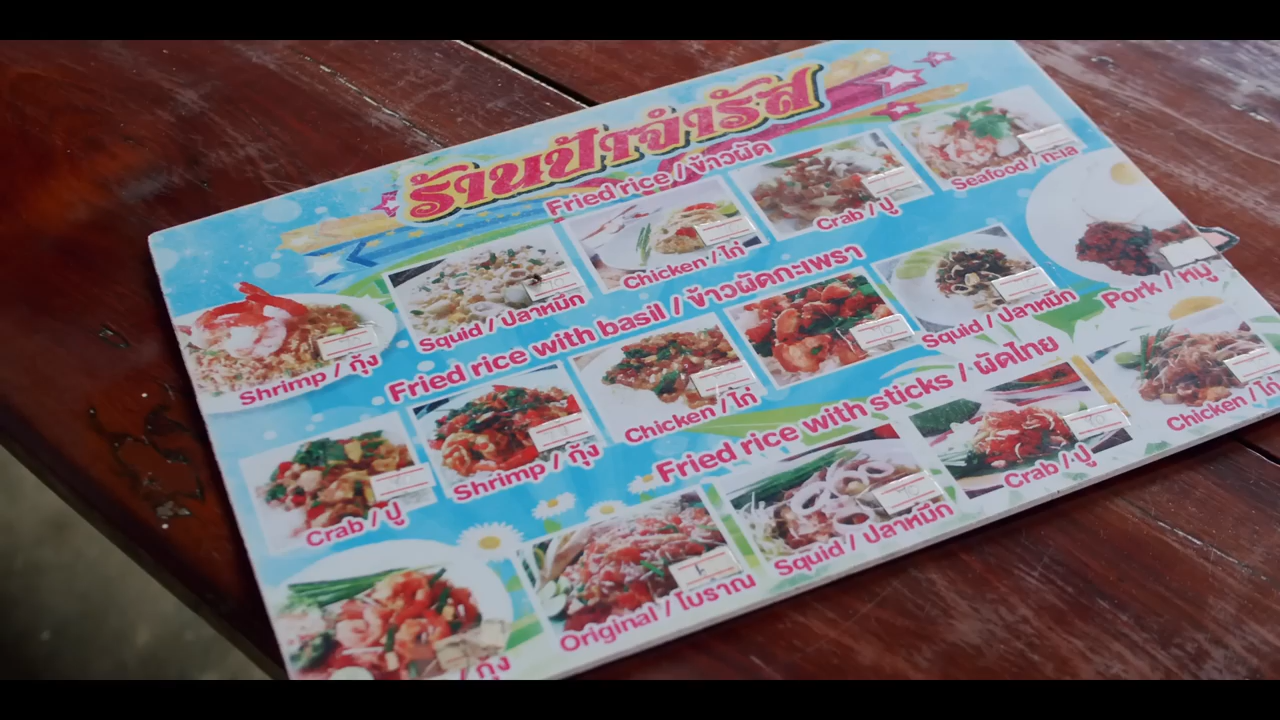 ร้านป้าจำรัส
Fried rice / ข้าวผัด
Shrimp / กุ้ง
Squid / ปลาหมึก
Chicken / ไก่
Crab / ปู
Seafood / ทะเล
Fried rice with basil / ข้าวผัดกะเพรา
Crab / ปู
Shrimp / กุ้ง
Chicken / ไก่
Squid / ปลาหมึก
Pork / หมู
Fried rice with sticks / ผัดไทย
/ กุ้ง
Original / โบราณ
Squid / ปลาหมึก
Crab / ปู
Chicken / ไก่